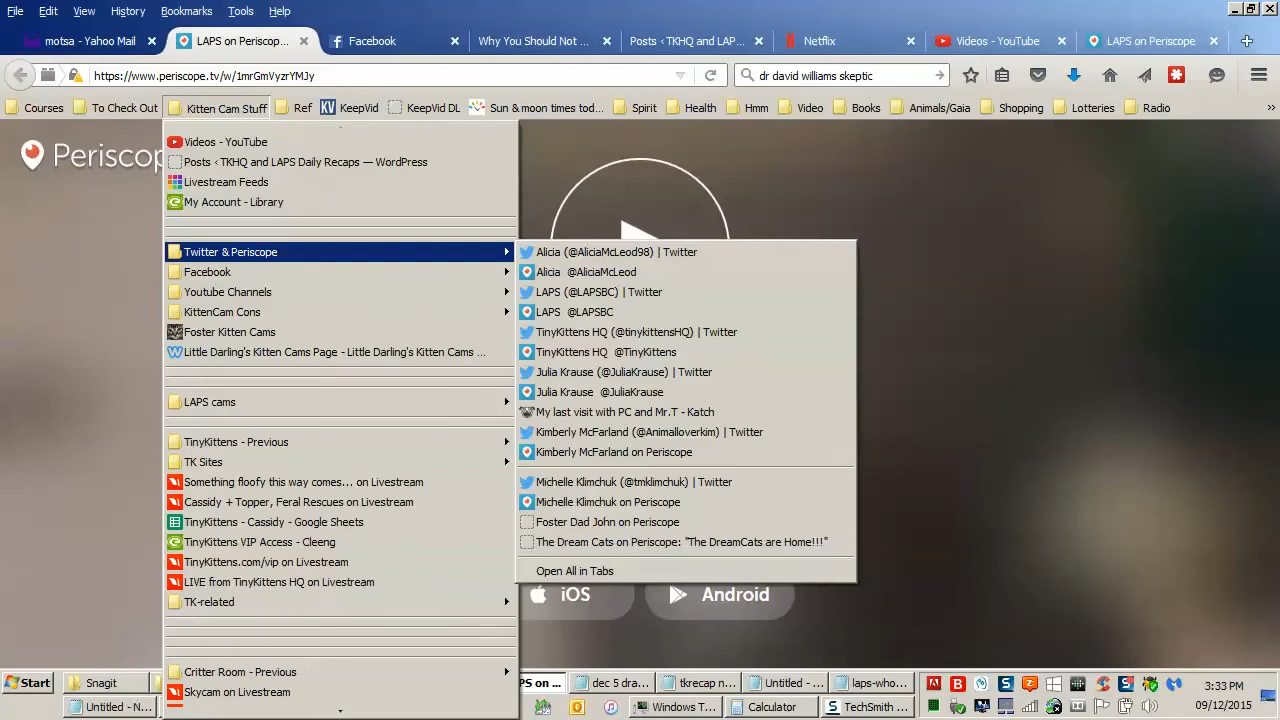 File Edit View History Bookmarks Tools Help
motsa - Yahoo Mail LAPS on Periscop... Facebook Why You Should Not ... Posts ‹ TKHQ and LAP... Netflix Videos - YouTube LAPS on Periscope
https://www.periscope.tv/w/1mrGmVyzrYMJy dr david williams skeptic
Courses To Check Out Kitten Cam Stuff Ref KeepVid KeepVid DL Sun & moon times tod... Spirit Health Hmm Video Books Animals/Gaia Shopping Lotteries Radio
Periscop
Videos - YouTube
Posts ‹ TKHQ and LAPS Daily Recaps — WordPress
Livestream Feeds
My Account - Library
Twitter & Periscope
Facebook
Youtube Channels
KittenCam Cons
Foster Kitten Cams
Little Darling's Kitten Cams Page - Little Darling's Kitten Cams ...
LAPS cams
TinyKittens - Previous
TK Sites
Something floofy this way comes... on Livestream
Cassidy + Topper, Feral Rescues on Livestream
TinyKittens - Cassidy - Google Sheets
TinyKittens VIP Access - Cleeng
TinyKittens.com/vip on Livestream
LIVE from TinyKittens HQ on Livestream
TK-related
Critter Room - Previous
Skycam on Livestream
Alicia (@AliciaMcLeod98) | Twitter
Alicia @AliciaMcLeod
LAPS (@LAPSBC) | Twitter
LAPS @LAPSBC
TinyKittens HQ (@tinykittensHQ) | Twitter
TinyKittens HQ @TinyKittens
Julia Krause (@JuliaKrause) | Twitter
Julia Krause @JuliaKrause
My last visit with PC and Mr.T - Katch
Kimberly McFarland (@Animalloverkim) | Twitter
Kimberly McFarland on Periscope
Michelle Klimchuk (@tmklimchuk) | Twitter
Michelle Klimchuk on Periscope
Foster Dad John on Periscope
The Dream Cats on Periscope: "The DreamCats are Home!!!"
Open All in Tabs
iOS Android
Start Snagit PS on ... dec 5 dra... tkrecap n... Untitled - ... laps-who... 3:33 PM
Untitled - N... Windows T... Calculator TechSmith ... 09/12/2015